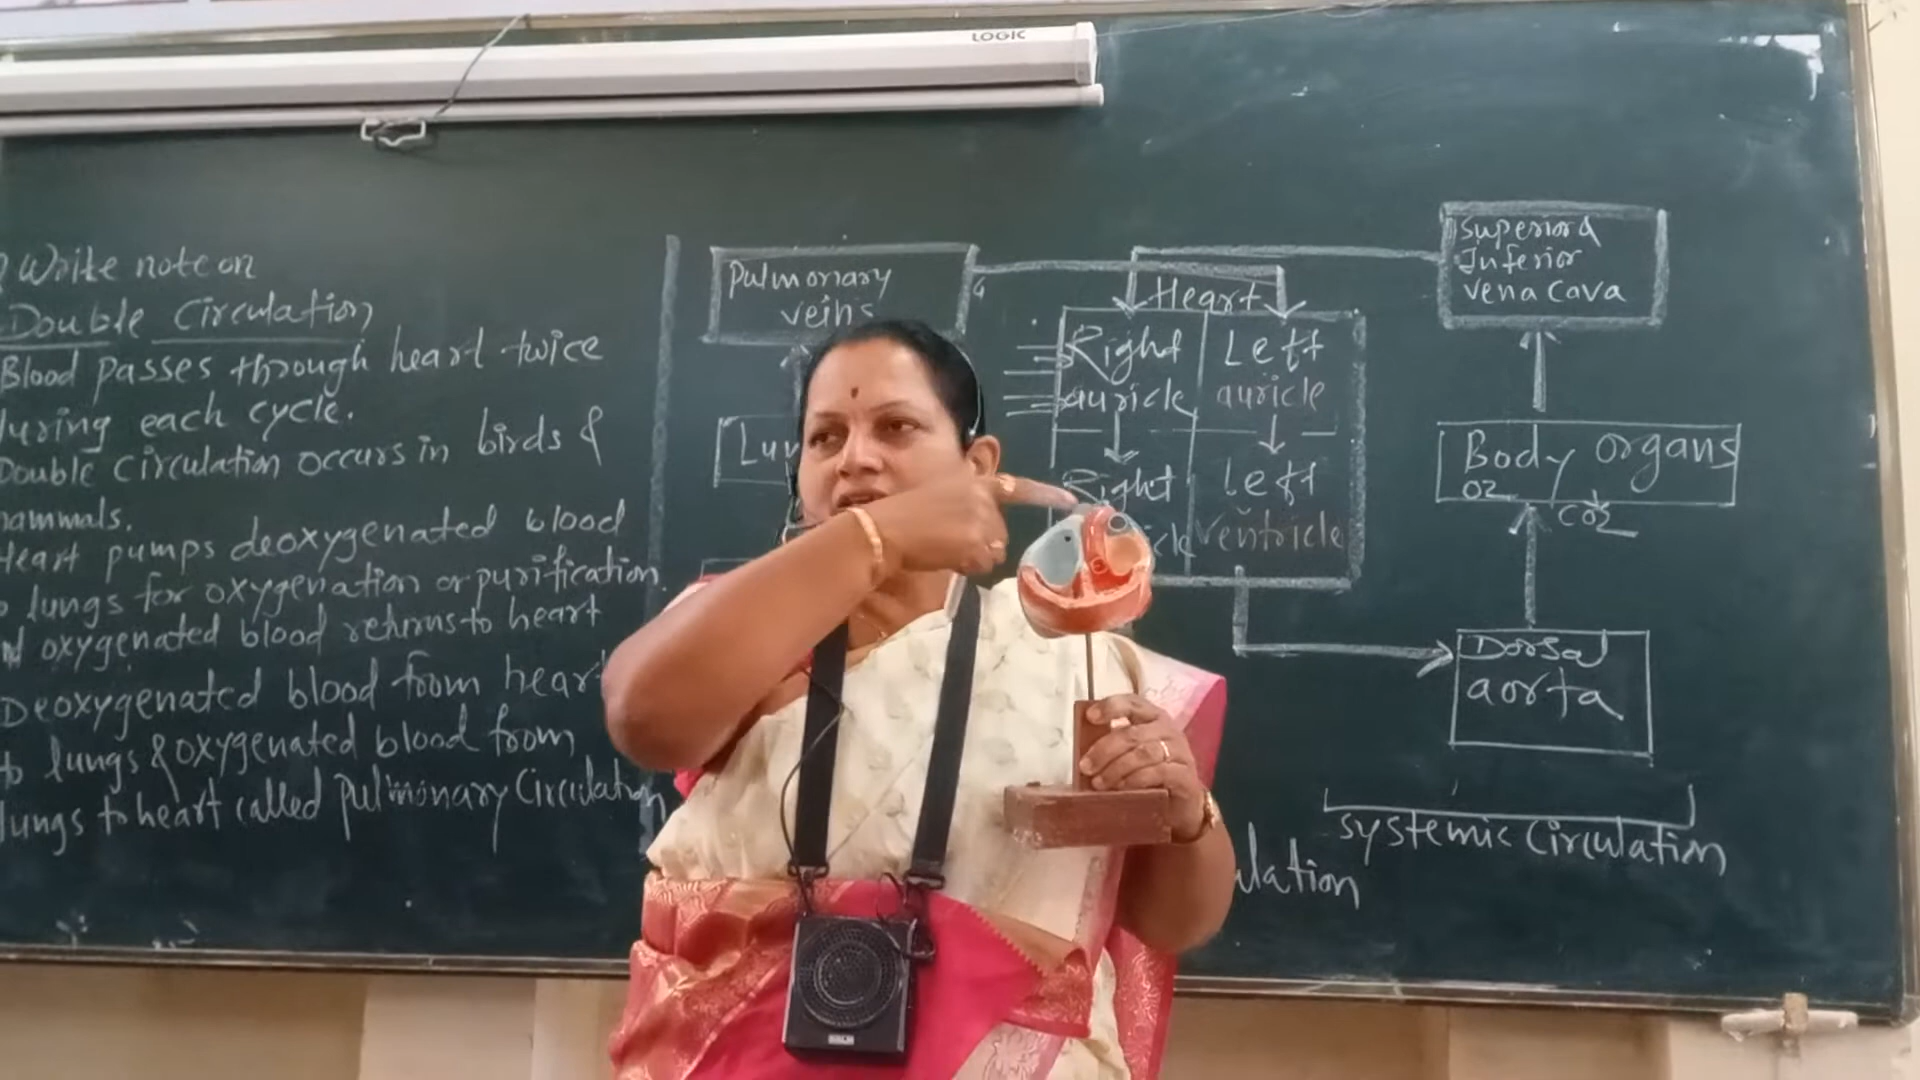 LOGIC
Write note on
Double Circulation
Blood passes through heart twice
during each cycle.
Double circulation occurs in birds &
mammals.
Heart pumps deoxygenated blood
lungs for oxygenation or purification
oxygenated blood returns to heart
Deoxygenated blood from heart
to lungs & oxygenated blood from
lungs to heart called pulmonary circulation
Pulmonary
veins
Heart
Right
auricle
Left
auricle
Right
Left
ventricle
Superior &
Inferior
vena cava
Body organs
O2
CO2
Dorsal
aorta
systemic circulation